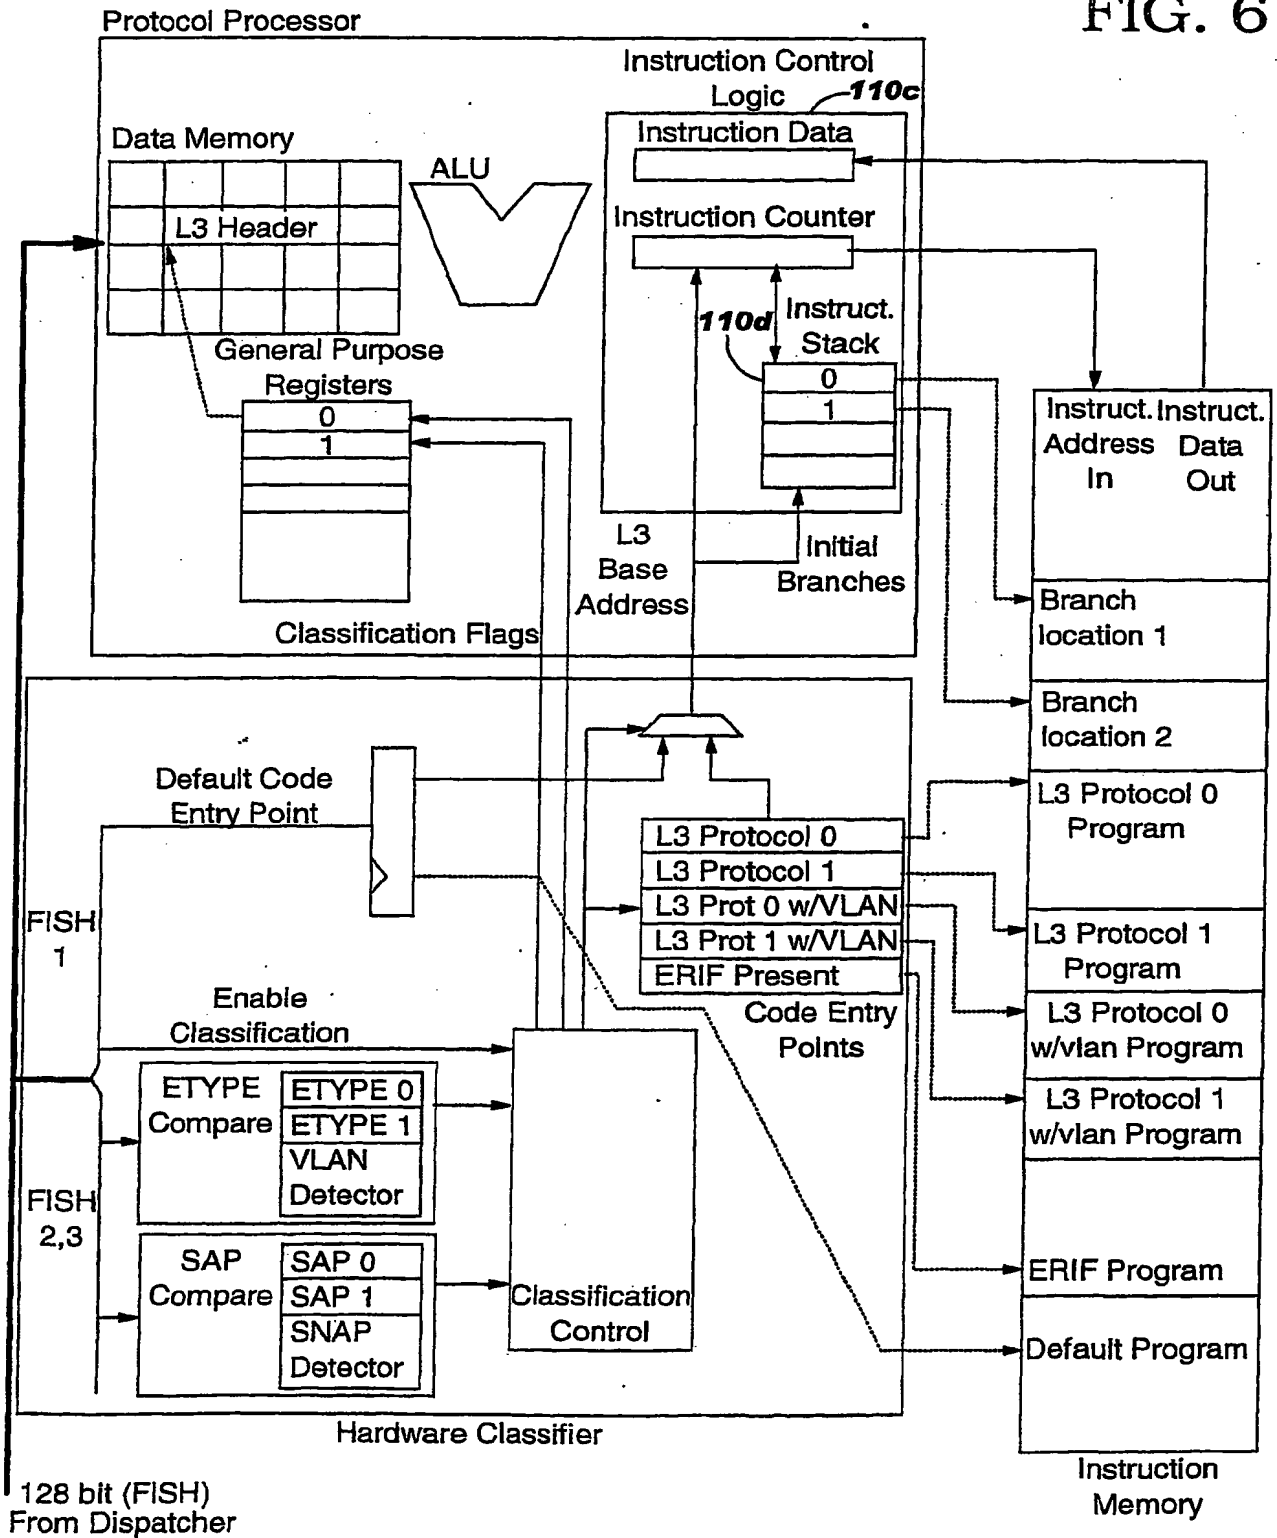 FIG. 6
Protocol Processor
Instruction Control
Logic
110c
Instruction Data
Data Memory
ALU
L3 Header
Instruction Counter
110d
Instruct.
Stack
0
1
General Purpose
Registers
0
1
Instruct.
Address
In
Instruct.
Data
Out
L3
Base
Address
Initial
Branches
Classification Flags
Branch
location 1
Branch
location 2
Default Code
Entry Point
L3 Protocol 0
Program
L3 Protocol 0
L3 Protocol 1
L3 Prot 0 w/VLAN
L3 Prot 1 w/VLAN
ERIF Present
Code Entry
Points
L3 Protocol 1
Program
FISH
1
Enable
Classification
L3 Protocol 0
w/vlan Program
L3 Protocol 1
w/vlan Program
ETYPE
Compare
ETYPE 0
ETYPE 1
VLAN
Detector
FISH
2,3
SAP
Compare
SAP 0
SAP 1
SNAP
Detector
Classification
Control
ERIF Program
Default Program
Hardware Classifier
Instruction
Memory
128 bit (FISH)
From Dispatcher